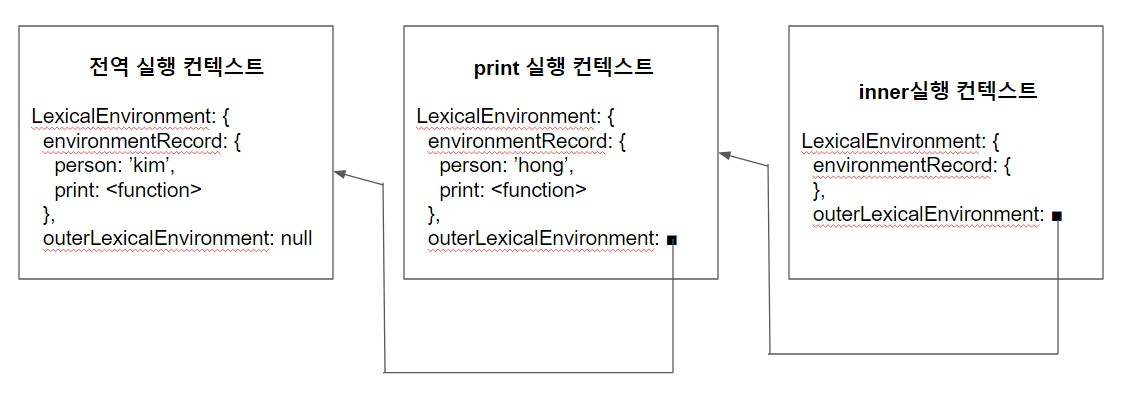 전역 실행 컨텍스트
LexicalEnvironment: {
environmentRecord: {
person: ’kim’,
print: <function>
},
outerLexicalEnvironment: null
print 실행 컨텍스트
LexicalEnvironment: {
environmentRecord: {
person: ’hong’,
print: <function>
},
outerLexicalEnvironment: ■
inner실행 컨텍스트
LexicalEnvironment: {
environmentRecord: {
},
outerLexicalEnvironment: ■